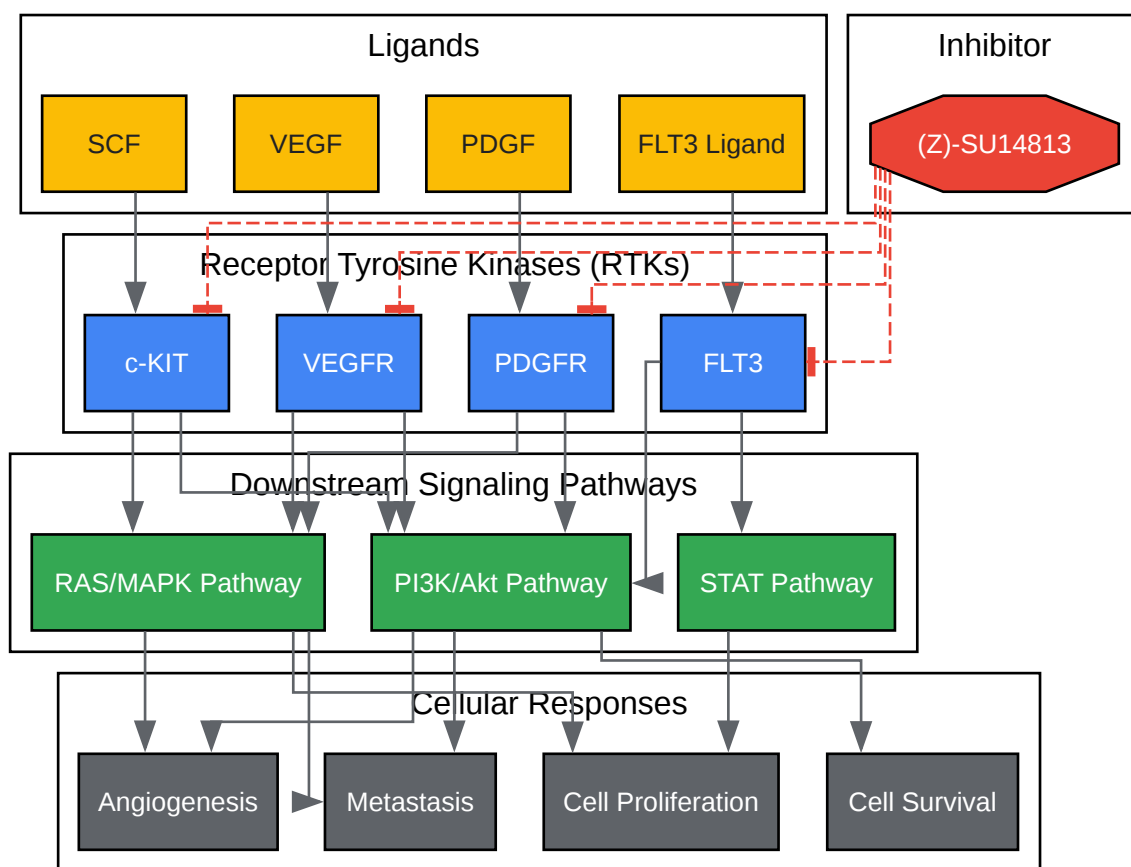 Ligands
Inhibitor
SCF
VEGF
PDGF
FLT3 Ligand
(Z)-SU14813
Receptor Tyrosine Kinases (RTKs)
c-KIT
VEGFR
PDGFR
FLT3
Downstream Signaling Pathways
RAS/MAPK Pathway
PI3K/Akt Pathway
STAT Pathway
Cellular Responses
Angiogenesis
Metastasis
Cell Proliferation
Cell Survival